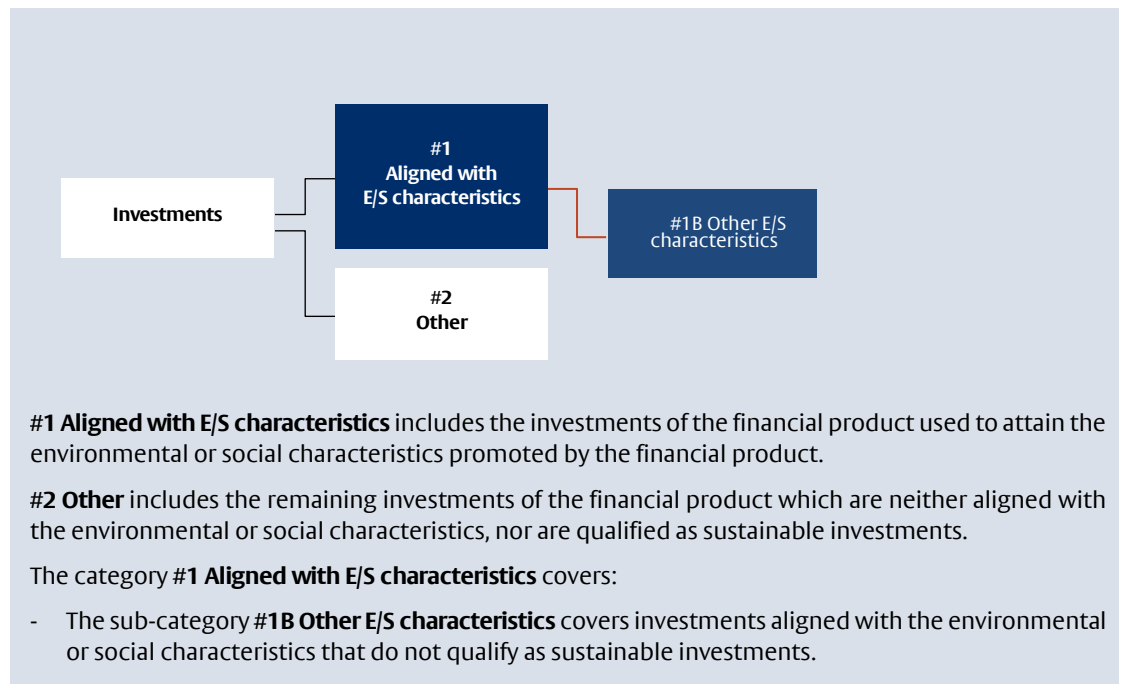 #1
Aligned with
E/S characteristics
Investments
#1B Other E/S
characteristics
#2
Other
#1 Aligned with E/S characteristics includes the investments of the financial product used to attain the
environmental or social characteristics promoted by the financial product.
#2 Other includes the remaining investments of the financial product which are neither aligned with
the environmental or social characteristics, nor are qualified as sustainable investments.
The category #1 Aligned with E/S characteristics covers:
- The sub-category #1B Other E/S characteristics covers investments aligned with the environmental
or social characteristics that do not qualify as sustainable investments.